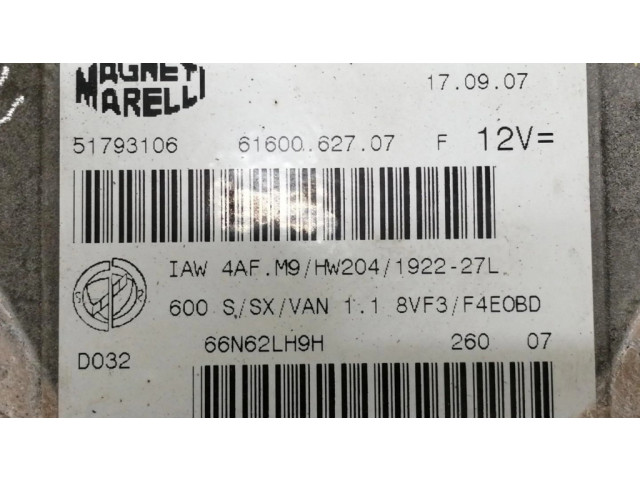 MAGNETI
MARELLI
17.09.07
51793106 61600.627.07 F 12V=
IAW 4AF.M9/HW204/1922-27L
600 S/SX/VAN 1.1 8VF3/F4EOBD
66N62LH9H 260 07
D032